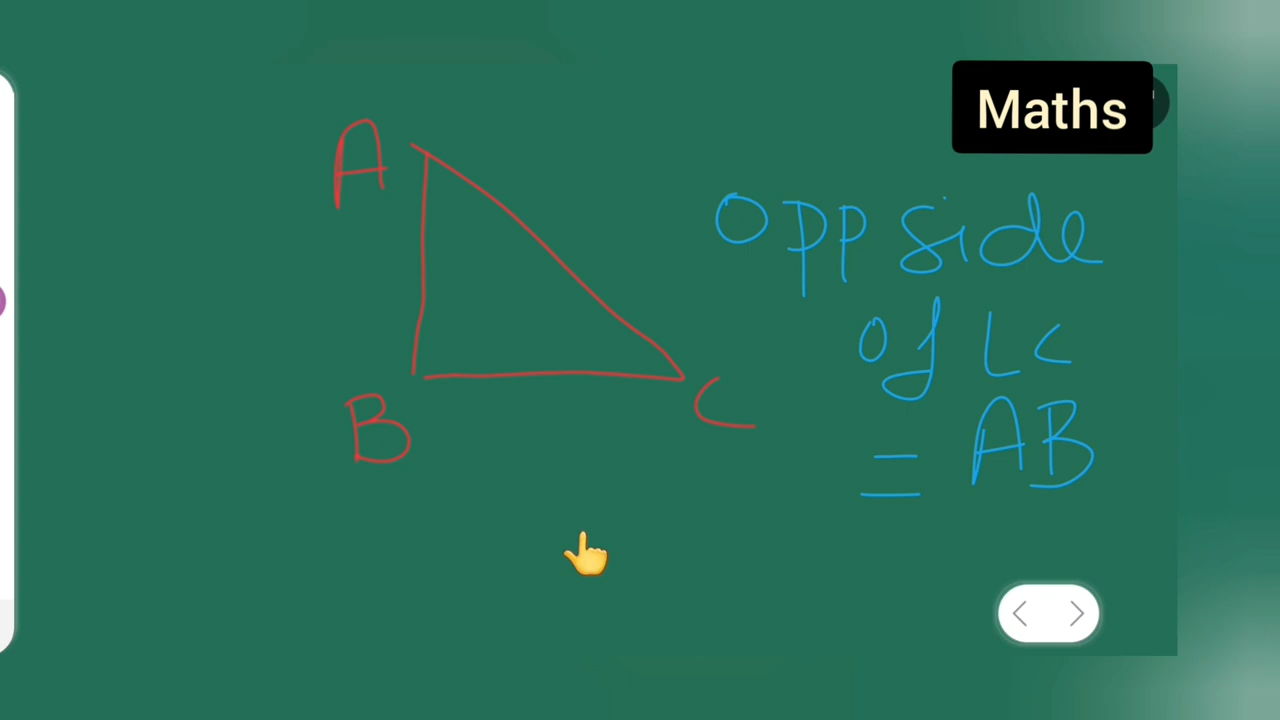 Maths
A
B
C
opp side
of ∠C
= AB